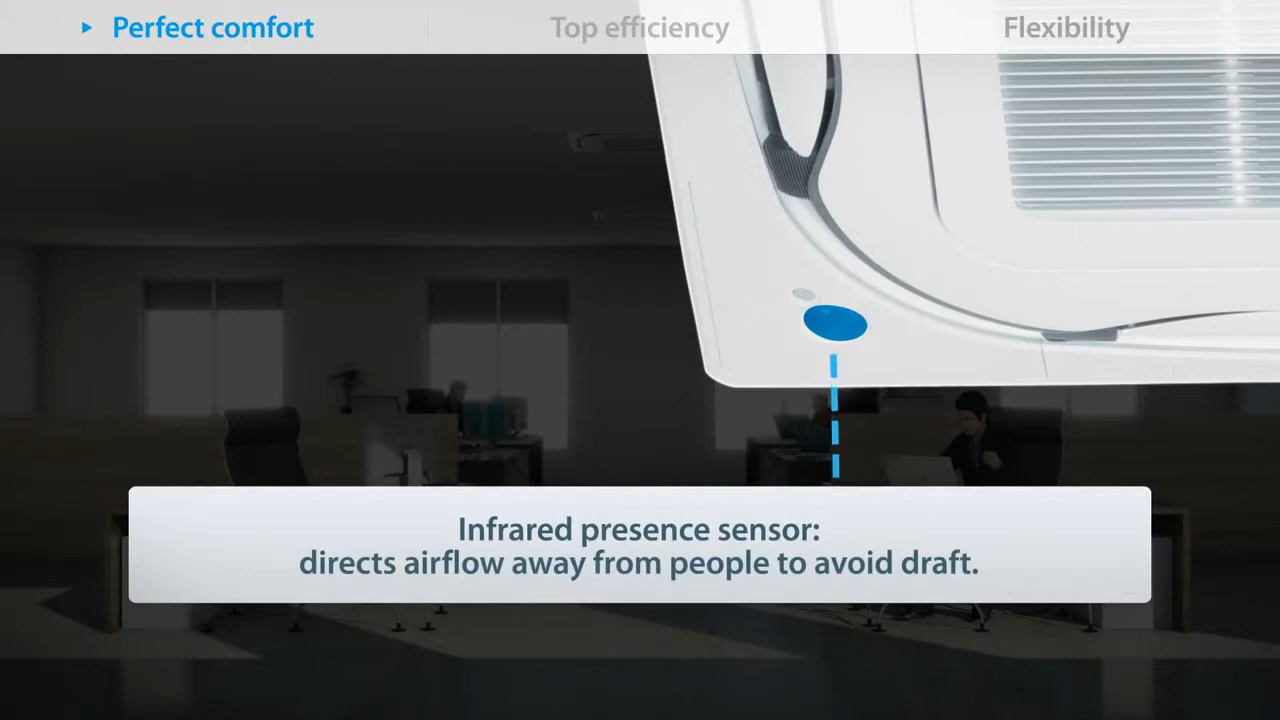 Perfect comfort
Top efficiency
Flexibility
Infrared presence sensor:
directs airflow away from people to avoid draft.